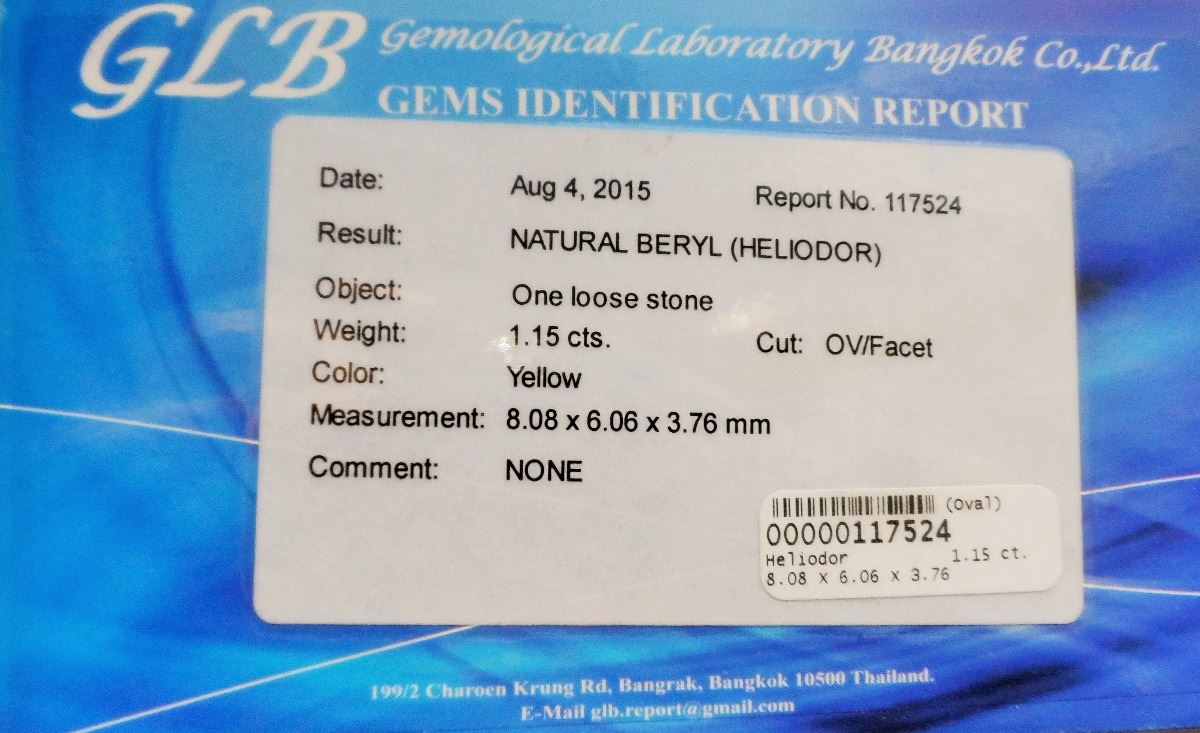 GLB Gemological Laboratory Bangkok Co.,Ltd.
GEMS IDENTIFICATION REPORT
Date: Aug 4, 2015 Report No. 117524
Result: NATURAL BERYL (HELIODOR)
Object: One loose stone
Weight: 1.15 cts. Cut: OV/Facet
Color: Yellow
Measurement: 8.08 x 6.06 x 3.76 mm
Comment: NONE
(Oval)
00000117524
Heliodor 1.15 ct.
8.08 x 6.06 x 3.76
199/2 Charoen Krung Rd, Bangrak, Bangkok 10500 Thailand.
E-Mail glb.report@gmail.com